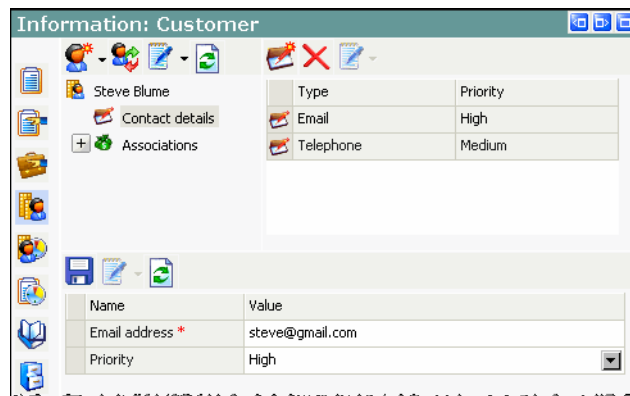 Information: Customer
Steve Blume
Contact details
Associations
Type Priority
Email High
Telephone Medium
Name Value
Email address * steve@gmail.com
Priority High